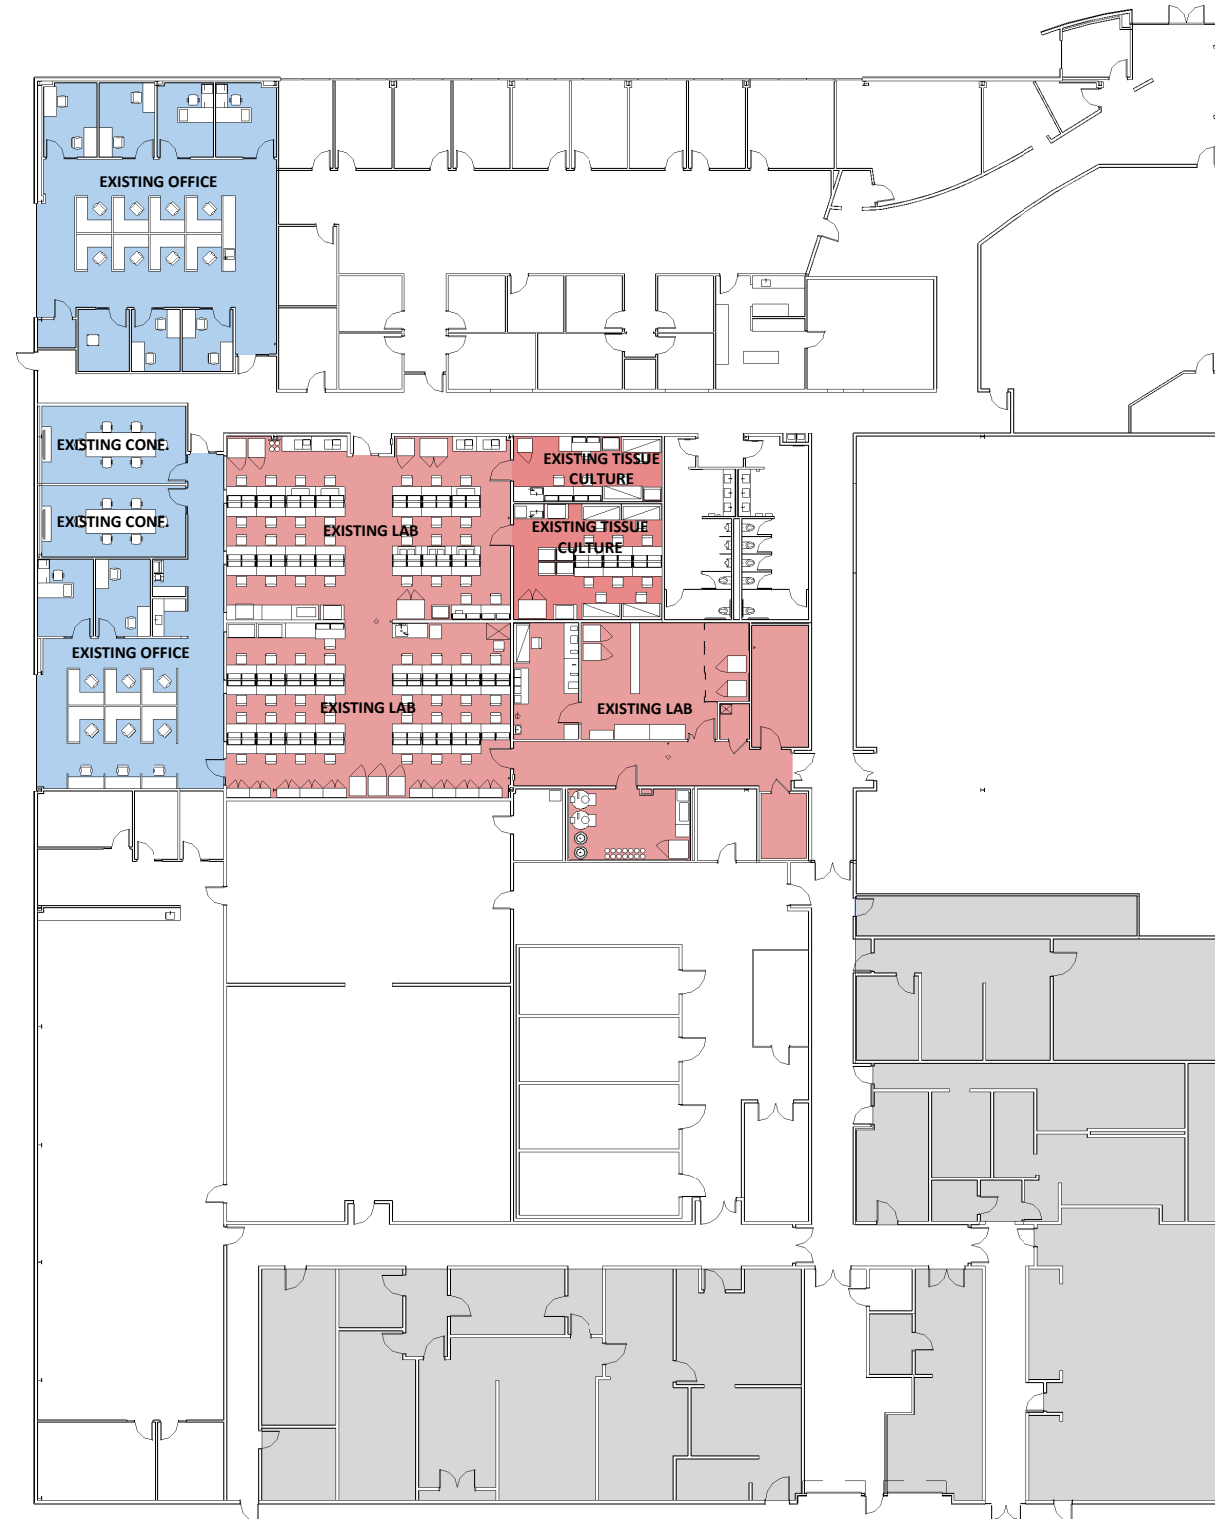 EXISTING OFFICE
EXISTING CONF.
EXISTING CONF.
EXISTING OFFICE
EXISTING LAB
EXISTING LAB
EXISTING TISSUE
CULTURE
EXISTING TISSUE
CULTURE
EXISTING LAB